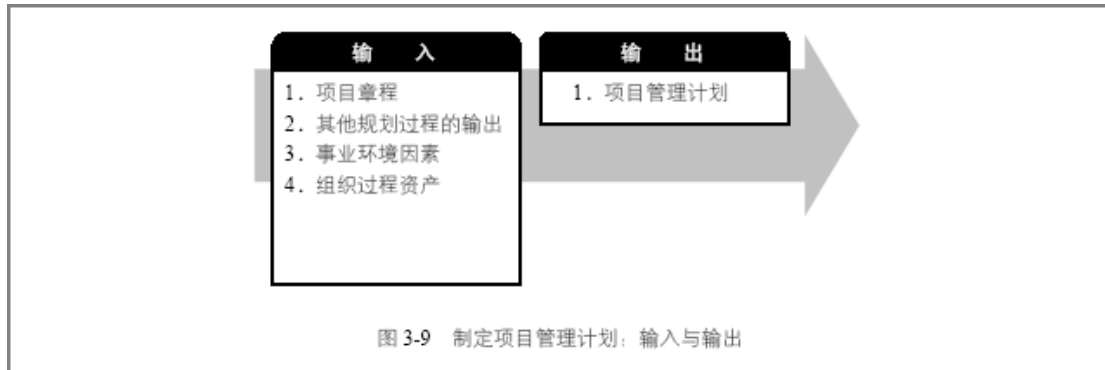 输 入
1. 项目章程
2. 其他规划过程的输出
3. 事业环境因素
4. 组织过程资产
输 出
1. 项目管理计划
图 3-9 制定项目管理计划：输入与输出